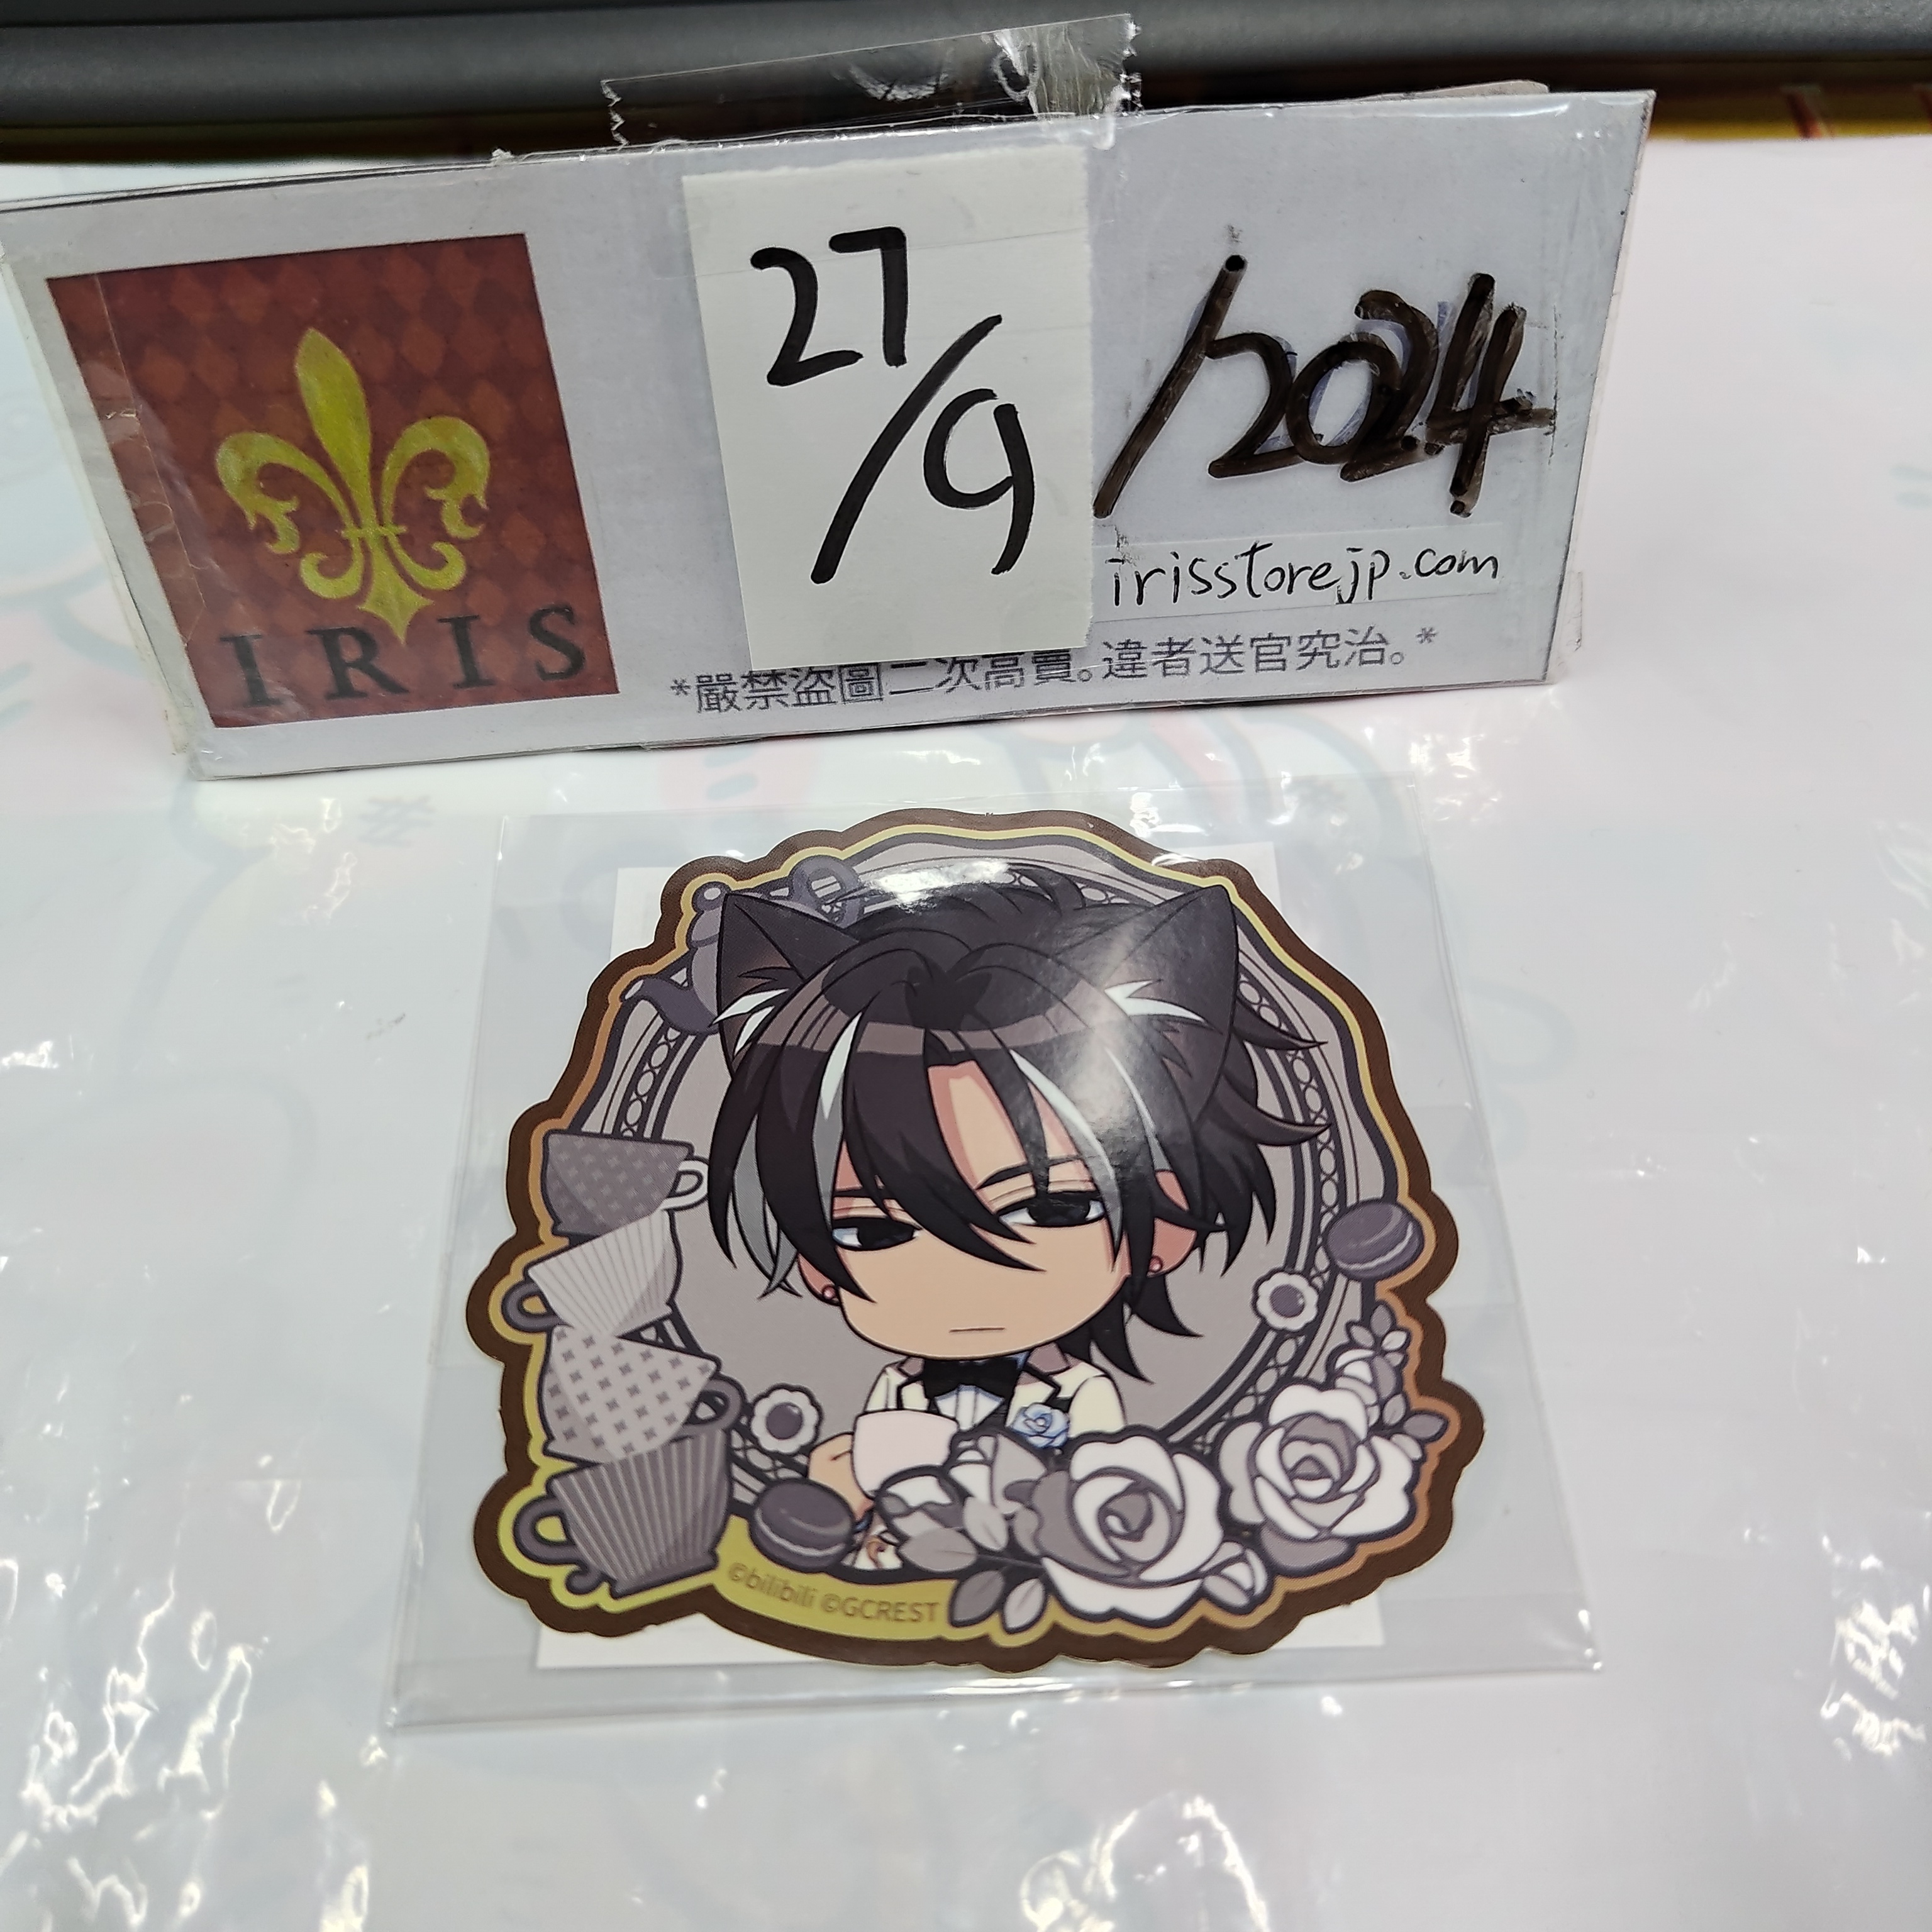 27/9/2024
irisstorejp.com
IRIS
*嚴禁盜圖二次高賣。違者送官究治。*
©bilibili ©GCREST